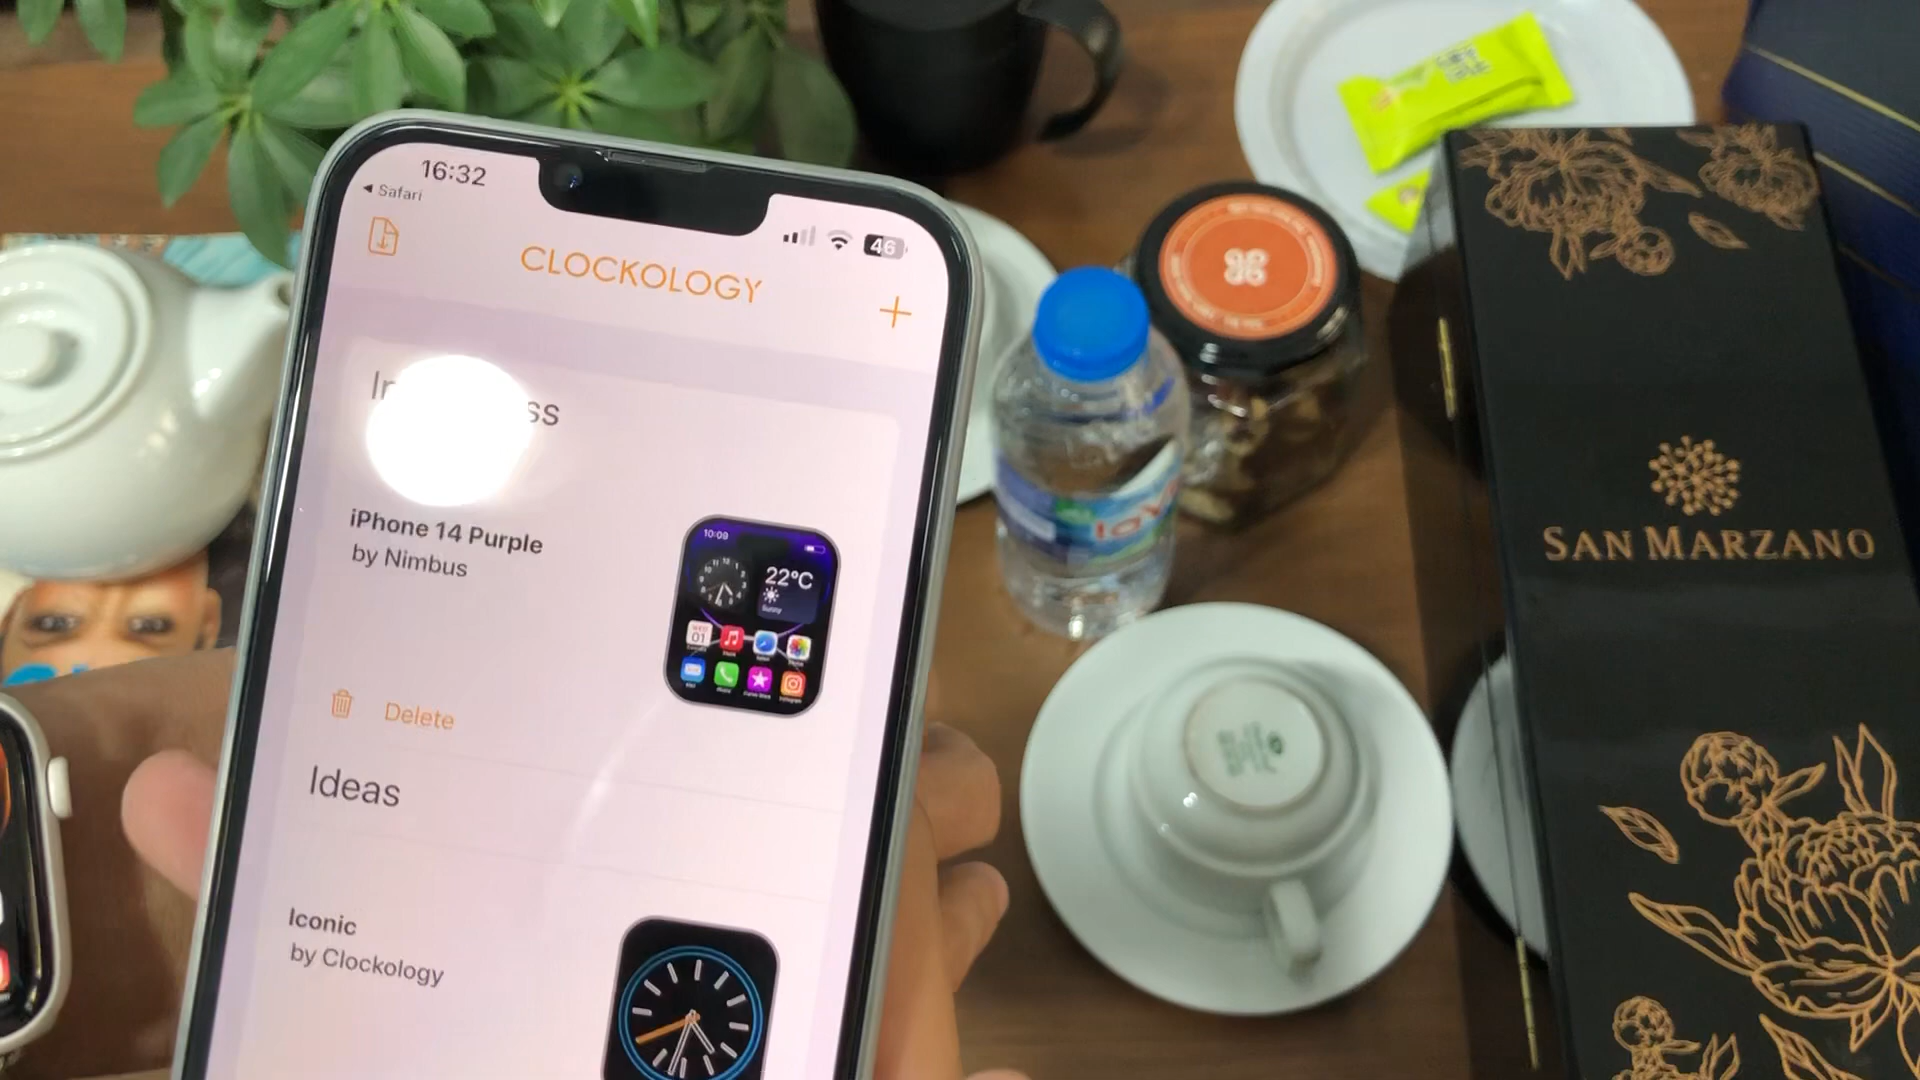 16:32
Safari
46
CLOCKOLOGY
iPhone 14 Purple
by Nimbus
10:09
22°C
Sunny
Delete
Ideas
Iconic
by Clockology
SAN MARZANO